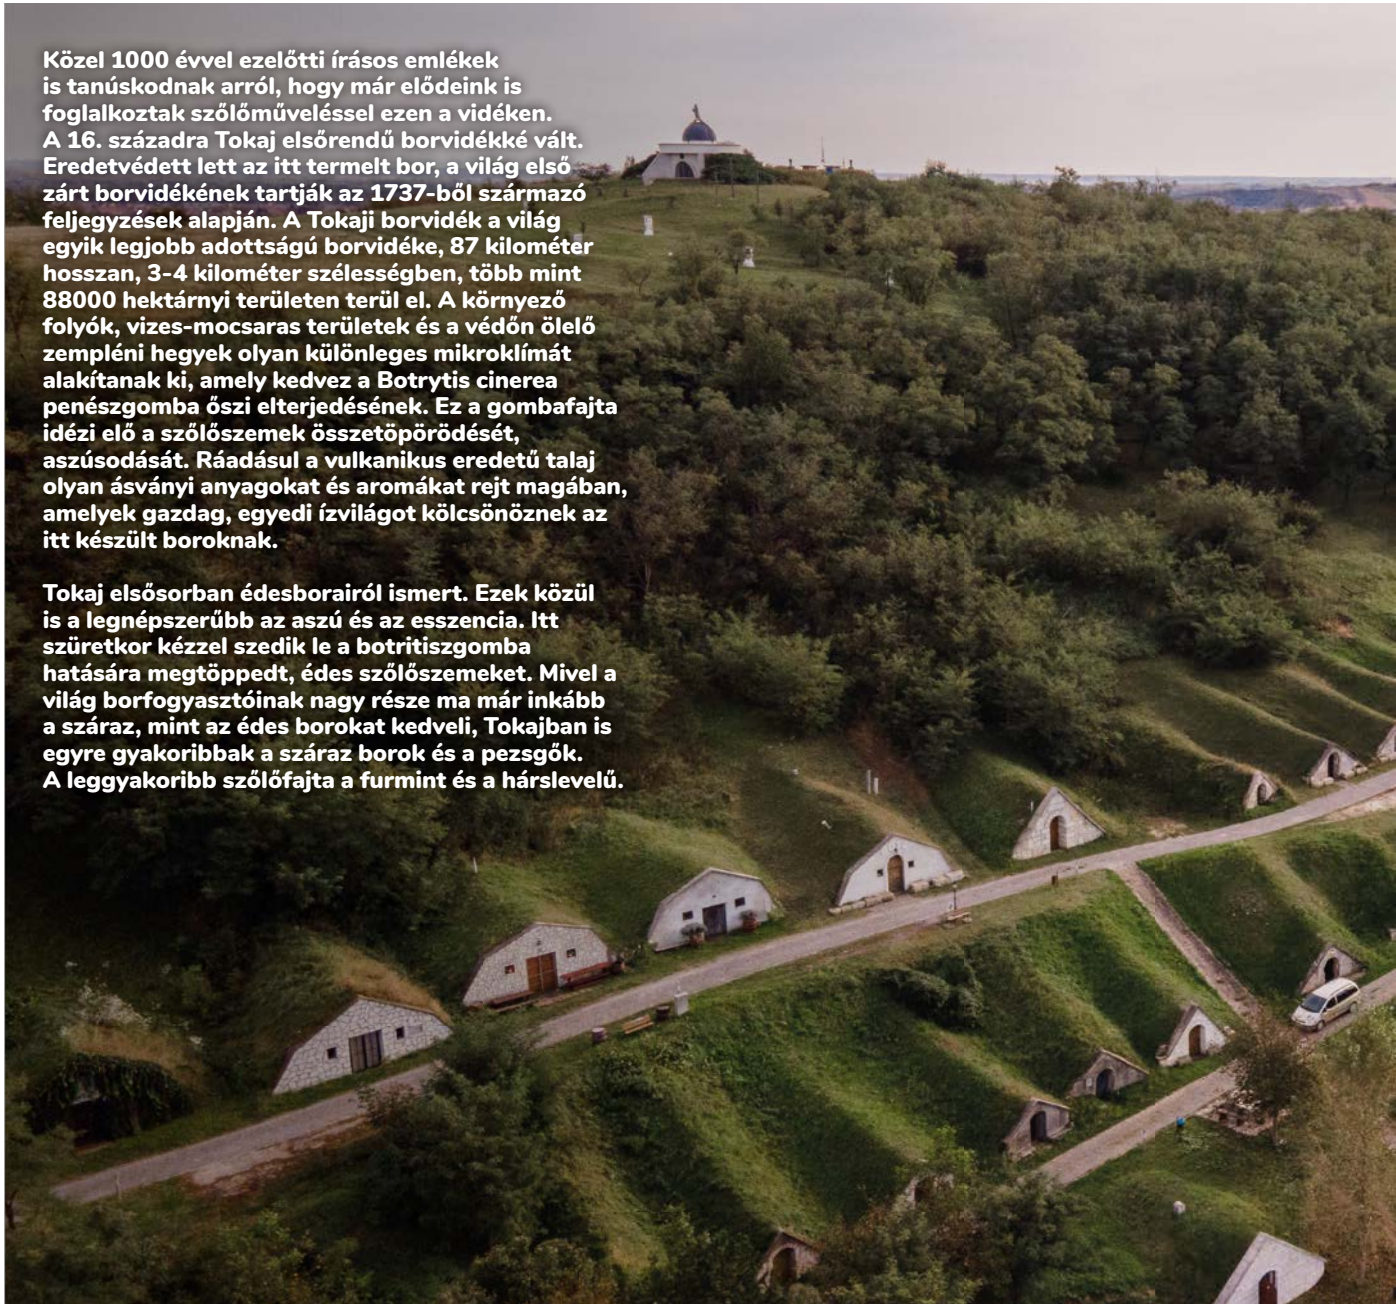 Közel 1000 évvel ezelőtti írásos emlékek
is tanúskodnak arról, hogy már elődeink is
foglalkoztak szőlőműveléssel ezen a vidéken.
A 16. századra Tokaj elsőrendű borvidékké vált.
Eredetvédett lett az itt termelt bor, a világ első
zárt borvidékének tartják az 1737-ből származó
feljegyzések alapján. A Tokaji borvidék a világ
egyik legjobb adottságú borvidéke, 87 kilométer
hosszan, 3-4 kilométer szélességben, több mint
88000 hektárnyi területen terül el. A környező
folyók, vizes-mocsaras területek és a védőn ölelő
zempléni hegyek olyan különleges mikroklímát
alakítanak ki, amely kedvez a Botrytis cinerea
penészgomba őszi elterjedésének. Ez a gombafajta
idézi elő a szőlőszemek összetöpörödését,
aszúsodását. Ráadásul a vulkanikus eredetű talaj
olyan ásványi anyagokat és aromákat rejt magában,
amelyek gazdag, egyedi ízvilágot kölcsönöznek az
itt készült boroknak.
Tokaj elsősorban édesborairól ismert. Ezek közül
is a legnépszerűbb az aszú és az esszencia. Itt
szüretkor kézzel szedik le a botritiszgomba
hatására megtöppedt, édes szőlőszemeket. Mivel a
világ borfogyasztóinak nagy része ma már inkább
a száraz, mint az édes borokat kedveli, Tokajban is
egyre gyakoribbak a száraz borok és a pezsgők.
A leggyakoribb szőlőfajta a furmint és a hárslevelű.